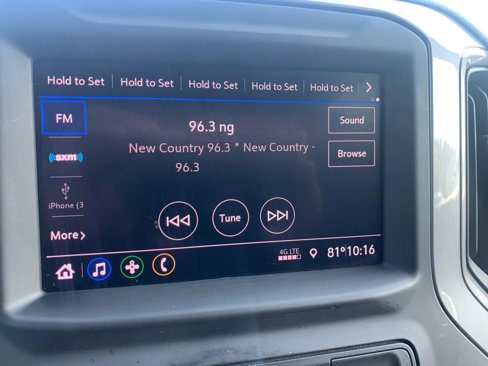 Hold to Set Hold to Set Hold to Set Hold to Set Hold to Set
FM
96.3 ng
Sound
New Country 96.3 * New Country -
96.3
sxm
Browse
iPhone (3
Tune
More
4G LTE
81° 10:16